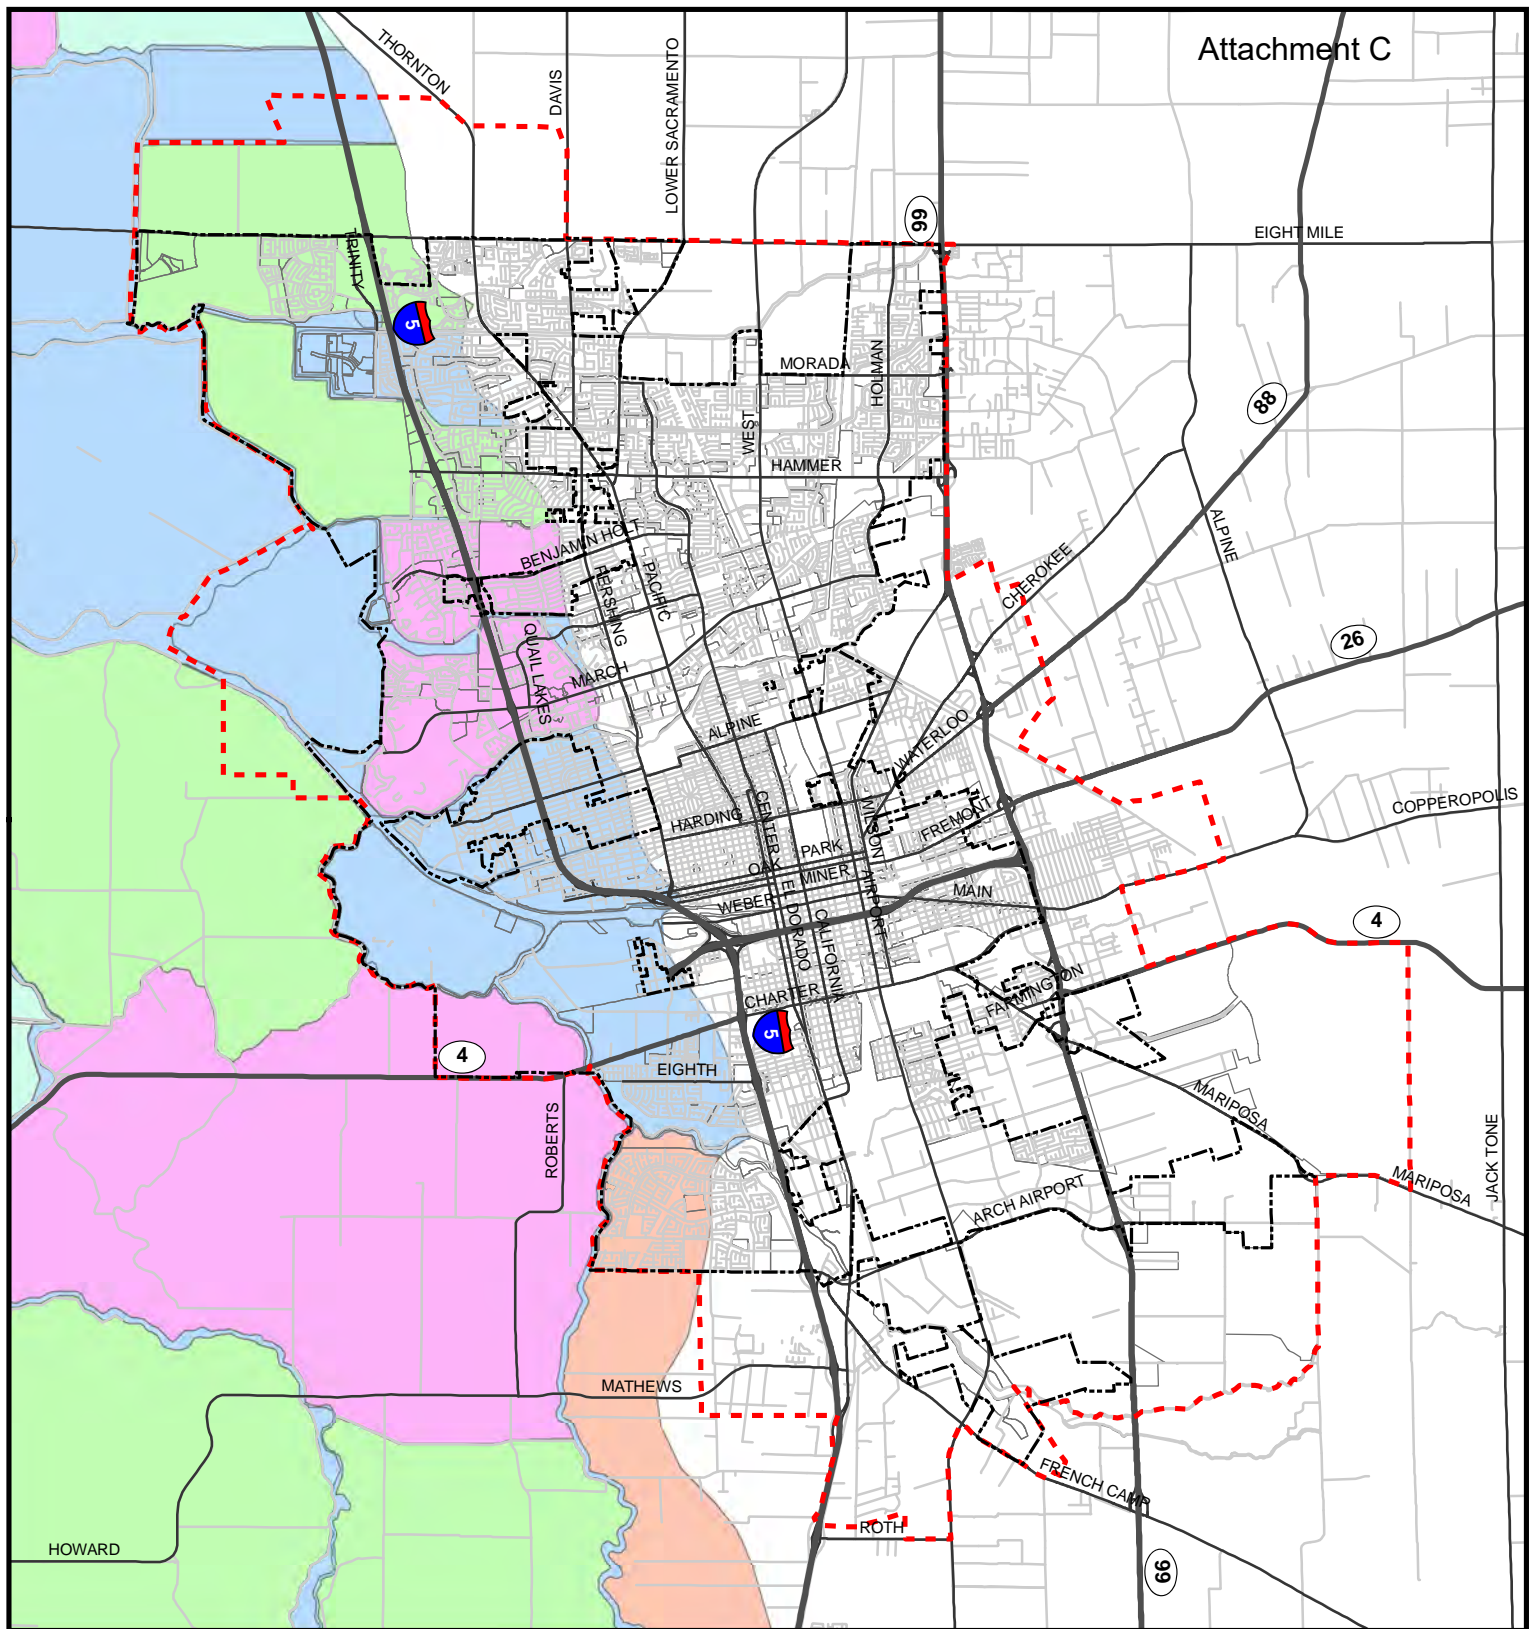 Attachment C
THORNTON
DAVIS
LOWER SACRAMENTO
99
EIGHT MILE
TRINITY
5
MORADA
HOLMAN
88
WEST
HAMMER
ALPINE
BENJAMIN HOLT
PERSHING
PACIFIC
CHEROKEE
26
QUAIL LAKES
MARCH
ALPINE
WATERLOO
COPPEROPOLIS
HARDING
CENTER
WILSON
FREMONT
PARK
OAK
MINER
WEBER
EL DORADO
AIRPORT
MAIN
CALIFORNIA
4
CHARTER
FARMINGTON
5
4
EIGHTH
MARIPOSA
ROBERTS
JACK TONE
ARCH AIRPORT
MARIPOSA
MATHEWS
FRENCH CAMP
ROTH
HOWARD
99